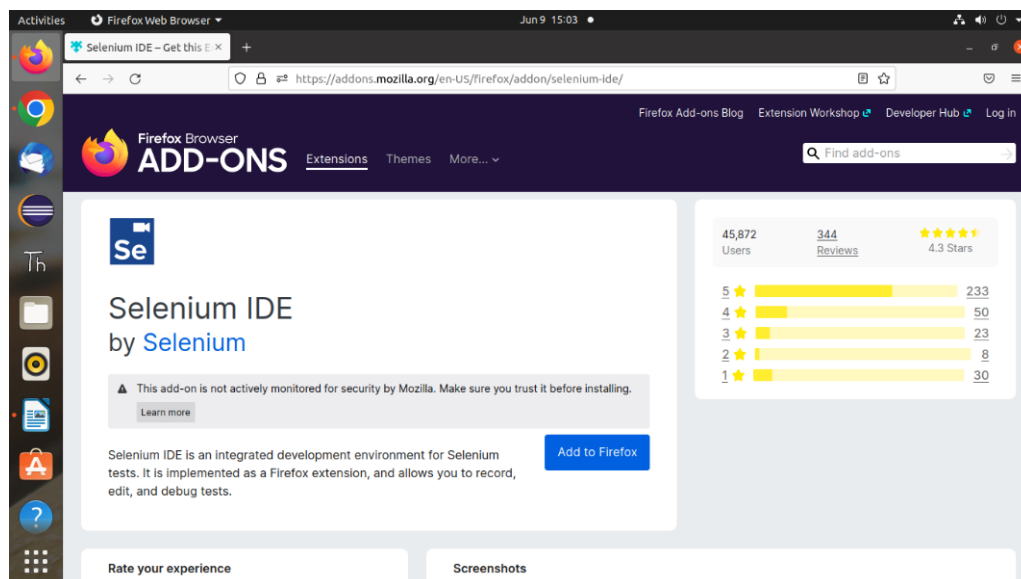 Activities
Firefox Web Browser
Jun 9 15:03
Selenium IDE – Get this E
https://addons.mozilla.org/en-US/firefox/addon/selenium-ide/
Firefox Add-ons Blog
Extension Workshop
Developer Hub
Log in
Firefox Browser
ADD-ONS
Extensions
Themes
More...
Find add-ons
Se
Selenium IDE
by Selenium
This add-on is not actively monitored for security by Mozilla. Make sure you trust it before installing.
Learn more
Selenium IDE is an integrated development environment for Selenium
tests. It is implemented as a Firefox extension, and allows you to record,
edit, and debug tests.
Add to Firefox
45,872
Users
344
Reviews
4.3 Stars
5 233
4 50
3 23
2 8
1 30
Th
A
?
Rate your experience
Screenshots